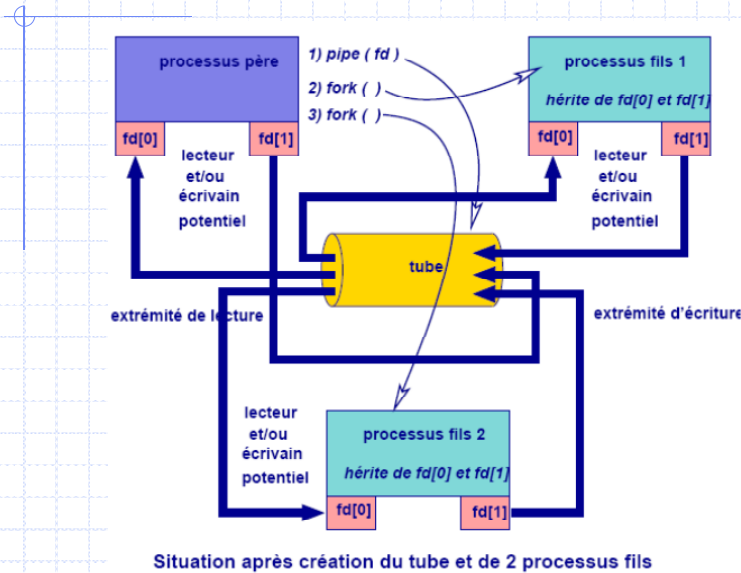 processus père
1) pipe ( fd )
2) fork ( )
3) fork ( )
processus fils 1
hérite de fd[0] et fd[1]
fd[0]
fd[1]
fd[0]
fd[1]
lecteur
et/ou
écrivain
potentiel
lecteur
et/ou
écrivain
potentiel
tube
extrémité de lecture
extrémité d'écriture
lecteur
et/ou
écrivain
potentiel
processus fils 2
hérite de fd[0] et fd[1]
fd[0]
fd[1]
Situation après création du tube et de 2 processus fils